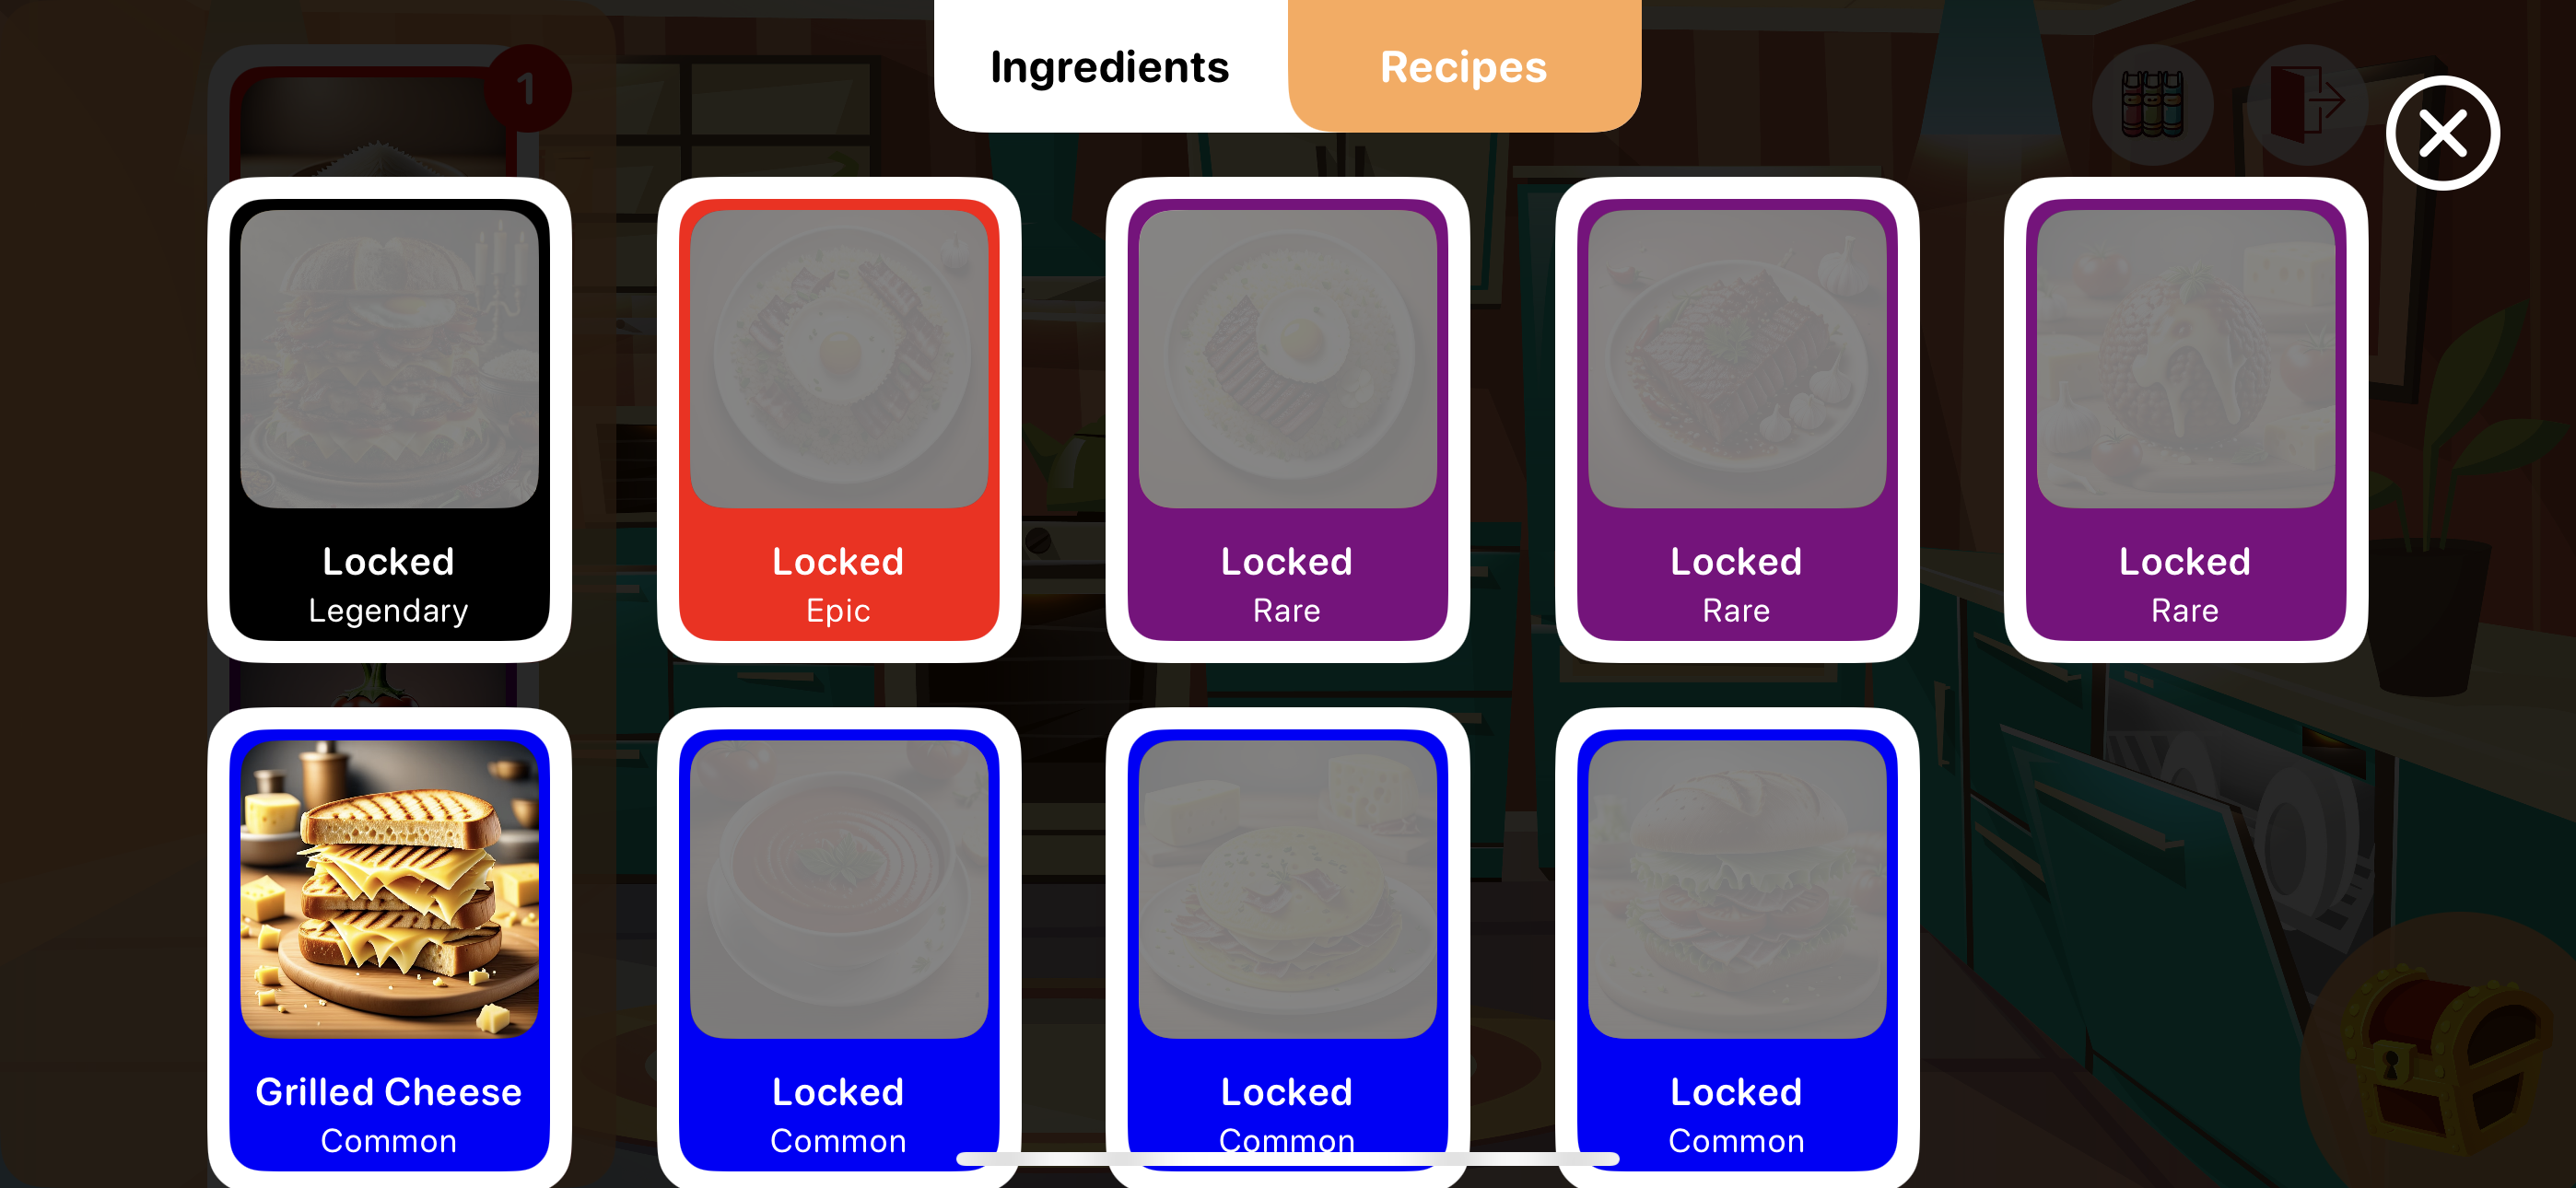 1
Ingredients
Recipes
Locked
Legendary
Locked
Epic
Locked
Rare
Locked
Rare
Locked
Rare
Grilled Cheese
Common
Locked
Common
Locked
Common
Locked
Common